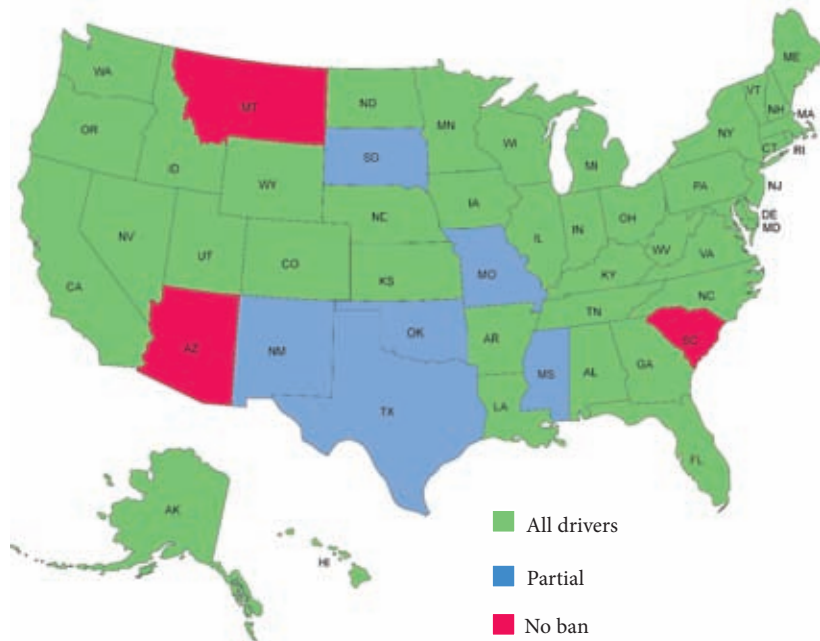 WA
OR
CA
NV
ID
MT
WY
UT
AZ
CO
NM
ND
SD
NE
KS
OK
TX
MN
IA
MO
AR
LA
WI
IL
MS
MI
IN
KY
TN
AL
OH
WV
GA
FL
SC
NC
VA
PA
NY
VT
NH
ME
MA
CT
RI
NJ
DE
MD
AK
HI
All drivers
Partial
No ban